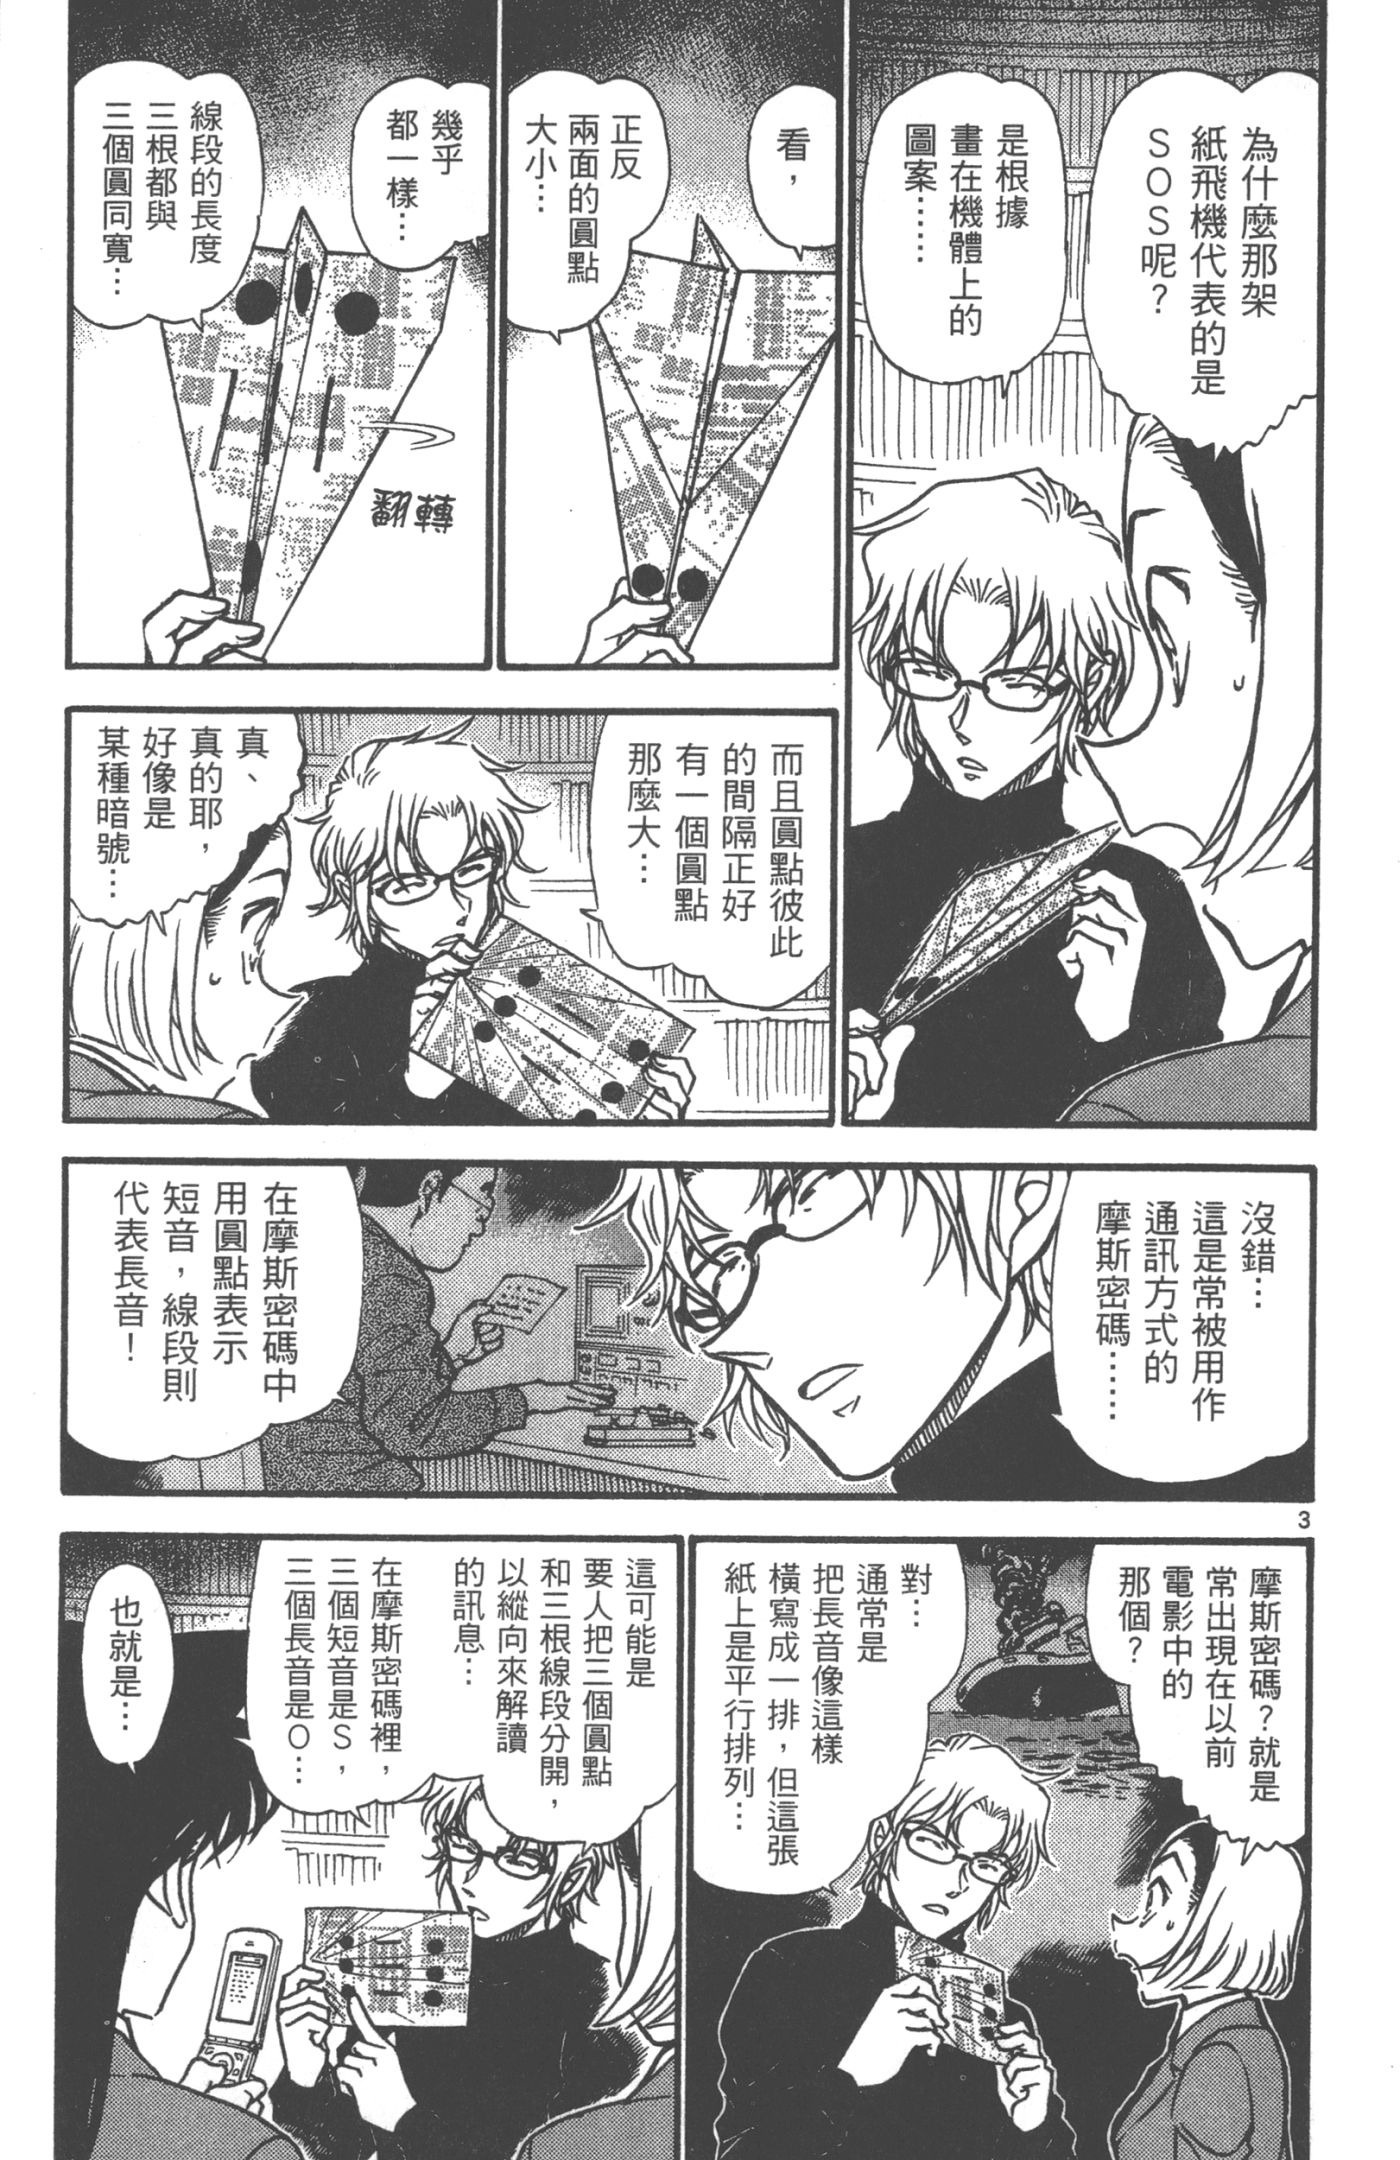 為什麼那架
紙飛機代表的是
SOS呢？
是根據
畫在機體上的
圖案……
看，
正反
兩面的圓點
大小…
幾乎
都一樣…
線段的長度
三根都與
三個圓同寬…
翻轉
而且圓點彼此
的間隔正好
有一個圓點
那麼大…
真、
真的耶，
好像是
某種暗號…
沒錯…
這是常被用作
通訊方式的
摩斯密碼……
在摩斯密碼中
用圓點表示
短音，線段則
代表長音！
3
摩斯密碼？就是
常出現在以前
電影中的
那個？
對…
通常是
把長音像這樣
橫寫成一排，但這張
紙上是平行排列…
這可能是
要人把三個圓點
和三根線段分開，
以縱向來解讀
的訊息…
在摩斯密碼裡，
三個短音是S，
三個長音是O…
也就是…